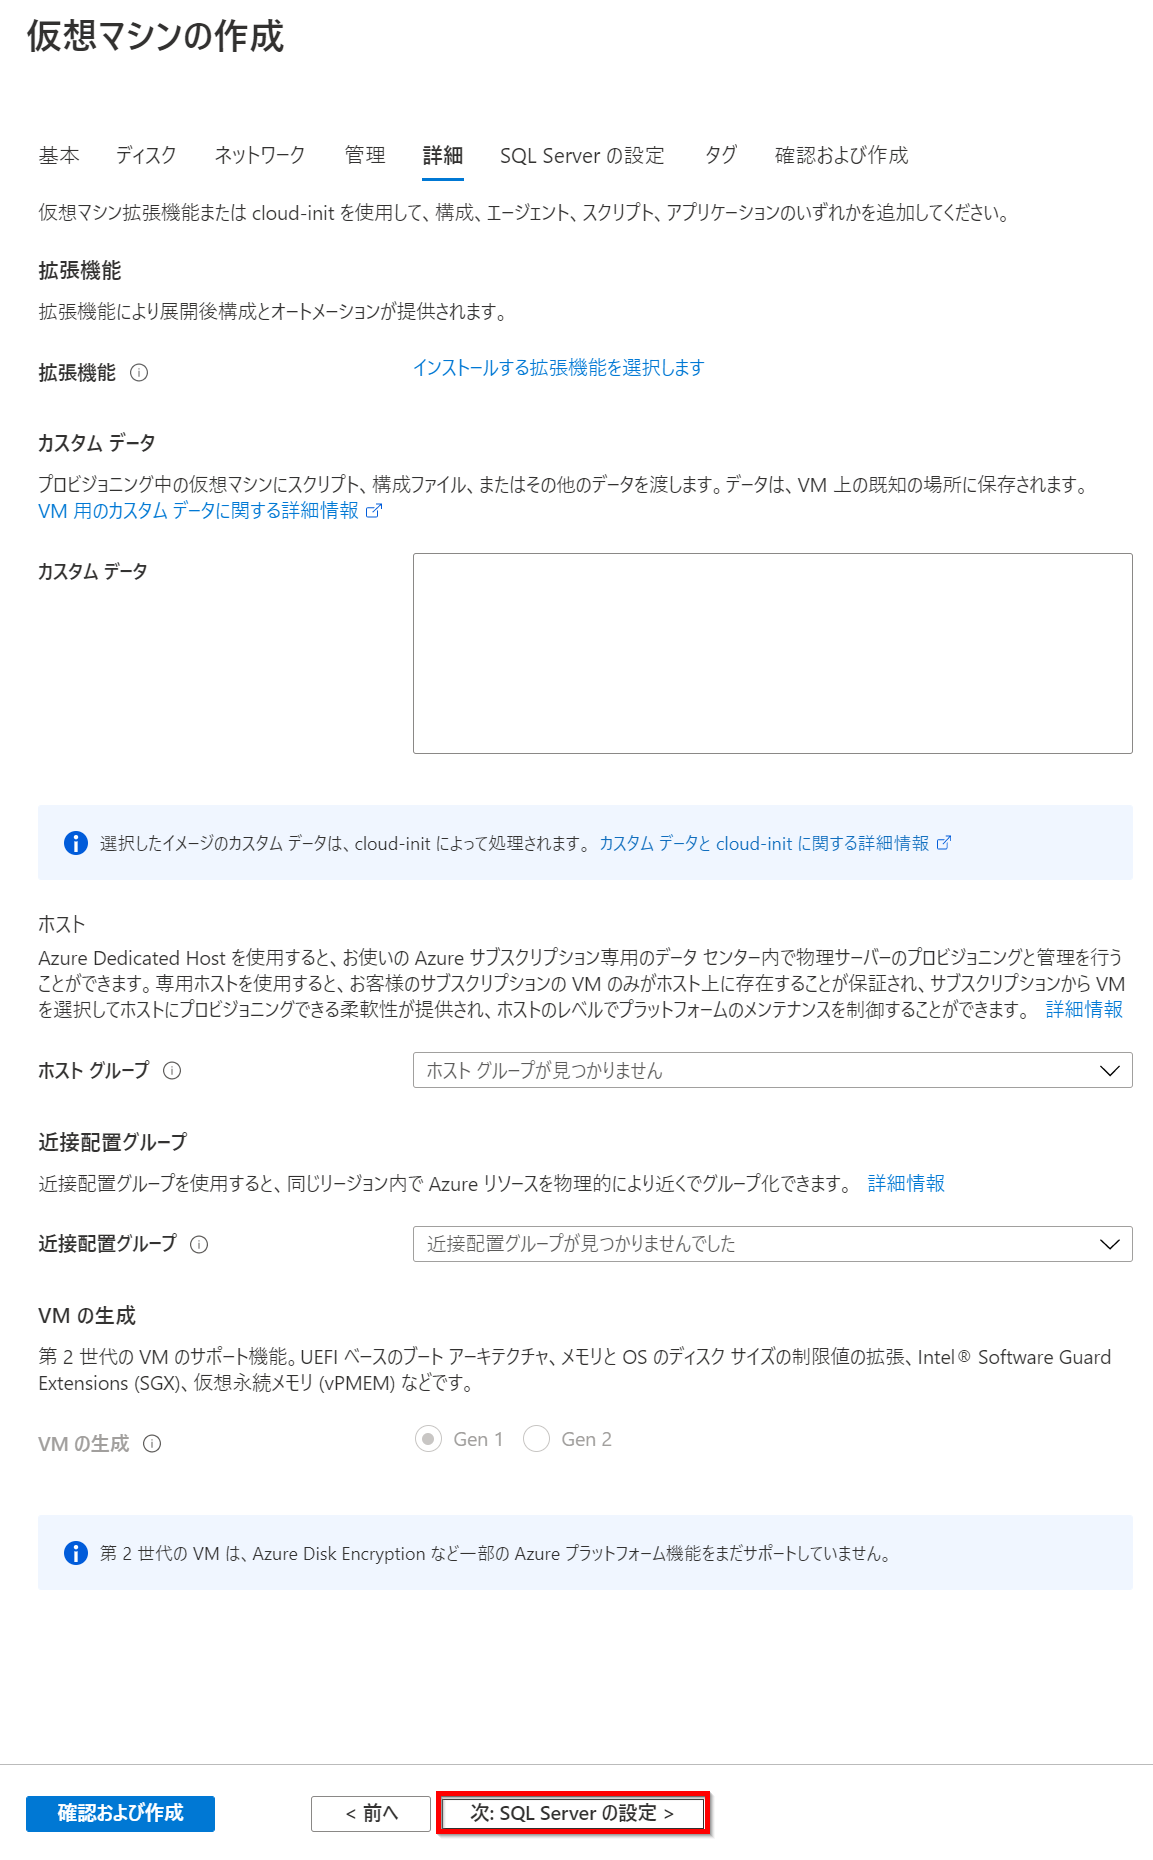 仮想マシンの作成
基本 ディスク ネットワーク 管理 詳細 SQL Server の設定 タグ 確認および作成
仮想マシン拡張機能または cloud-init を使用して、構成、エージェント、スクリプト、アプリケーションのいずれかを追加してください。
拡張機能
拡張機能により展開後構成とオートメーションが提供されます。
拡張機能 インストールする拡張機能を選択します
カスタム データ
プロビジョニング中の仮想マシンにスクリプト、構成ファイル、またはその他のデータを渡します。データは、VM 上の既知の場所に保存されます。
VM 用のカスタム データに関する詳細情報
カスタム データ
選択したイメージのカスタム データは、cloud-init によって処理されます。 カスタム データと cloud-init に関する詳細情報
ホスト
Azure Dedicated Host を使用すると、お使いの Azure サブスクリプション専用のデータ センター内で物理サーバーのプロビジョニングと管理を行う
ことができます。専用ホストを使用すると、お客様のサブスクリプションの VM のみがホスト上に存在することが保証され、サブスクリプションから VM
を選択してホストにプロビジョニングできる柔軟性が提供され、ホストのレベルでプラットフォームのメンテナンスを制御することができます。 詳細情報
ホスト グループ ホスト グループが見つかりません
近接配置グループ
近接配置グループを使用すると、同じリージョン内で Azure リソースを物理的により近くでグループ化できます。 詳細情報
近接配置グループ 近接配置グループが見つかりませんでした
VM の生成
第 2 世代の VM のサポート機能。UEFI ベースのブート アーキテクチャ、メモリと OS のディスク サイズの制限値の拡張、Intel® Software Guard
Extensions (SGX)、仮想永続メモリ (vPMEM) などです。
VM の生成 Gen 1 Gen 2
第 2 世代の VM は、Azure Disk Encryption など一部の Azure プラットフォーム機能をまだサポートしていません。
確認および作成 < 前へ 次: SQL Server の設定 >